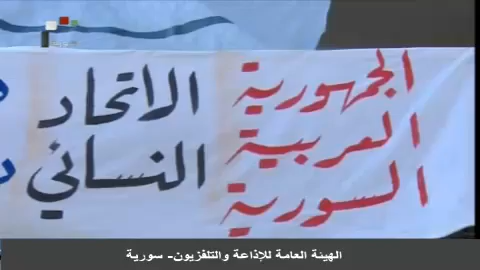 الجمهورية
العربية
السورية
الاتحاد
النسائي
الهيئة العامة للإذاعة والتلفزيون- سورية